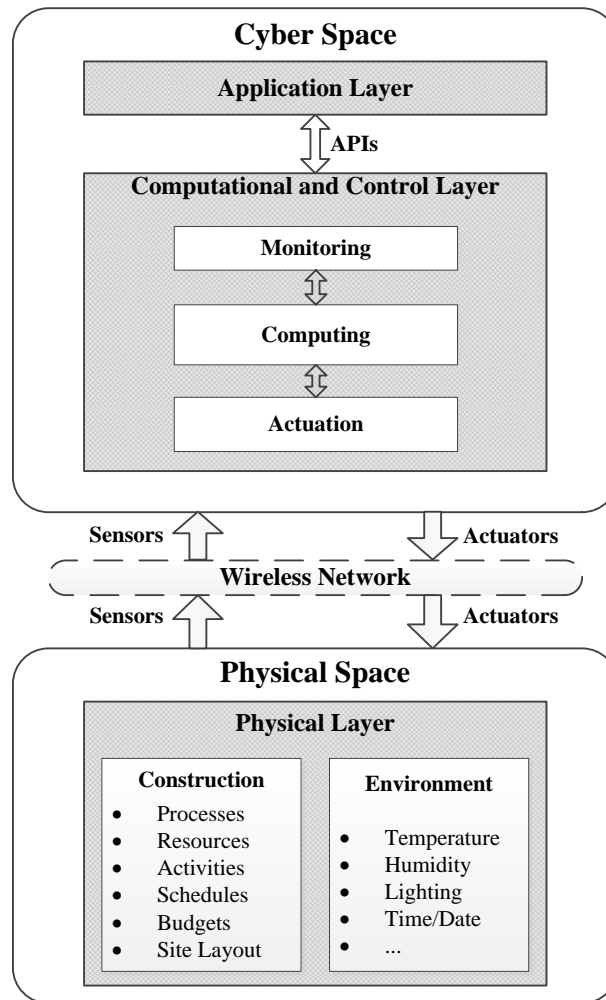 Cyber Space
Application Layer
APIs
Computational and Control Layer
Monitoring
Computing
Actuation
Sensors
Actuators
Wireless Network
Sensors
Actuators
Physical Space
Physical Layer
Construction
• Processes
• Resources
• Activities
• Schedules
• Budgets
• Site Layout
Environment
• Temperature
• Humidity
• Lighting
• Time/Date
• ...